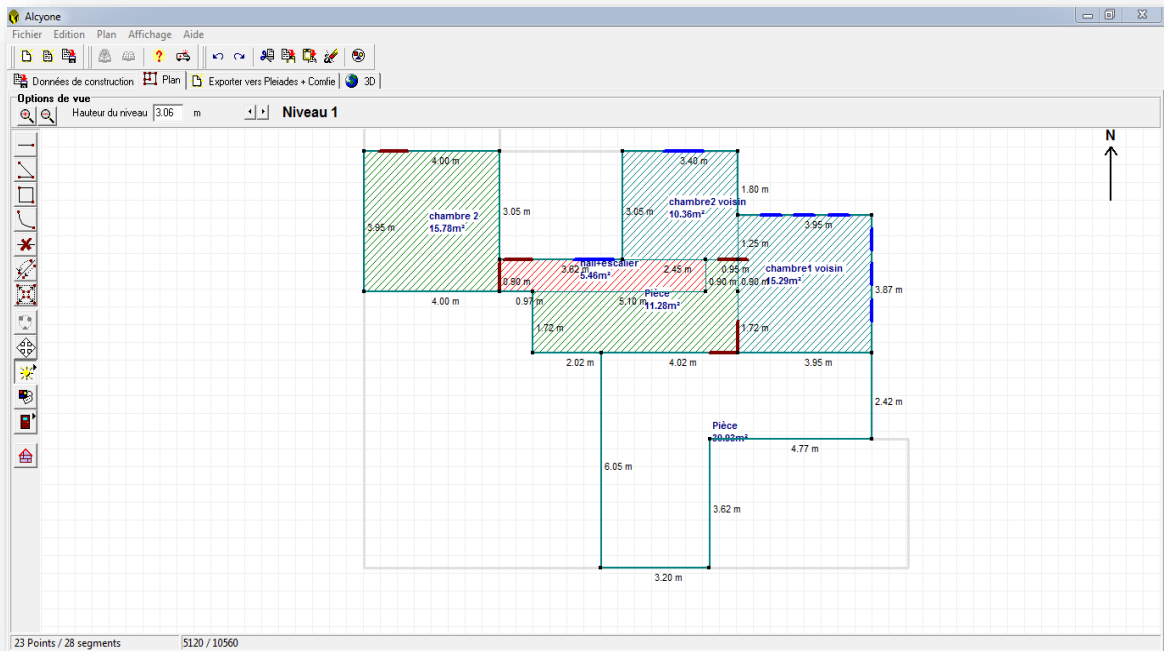 Alcyone
Fichier Edition Plan Affichage Aide
Données de construction Plan Exporter vers Pleiades + Comfie 3D
Options de vue
Hauteur du niveau 3.06 m Niveau 1
N
4.00 m
3.40 m
1.80 m
chambre2 voisin
10.36m²
3.05 m
3.05 m
chambre 2
15.78m²
3.95 m
3.95 m
1.25 m
3.62 m
hall+escalier
5.46m²
2.45 m
0.95 m
chambre1 voisin
15.29m²
0.90 m
0.90 m
0.90 m
3.87 m
4.00 m
0.97 m
5.10 m
Pièce
11.28m²
1.72 m
1.72 m
2.02 m
4.02 m
3.95 m
2.42 m
Pièce
4.77 m
6.05 m
3.62 m
3.20 m
23 Points / 28 segments 5120 / 10560